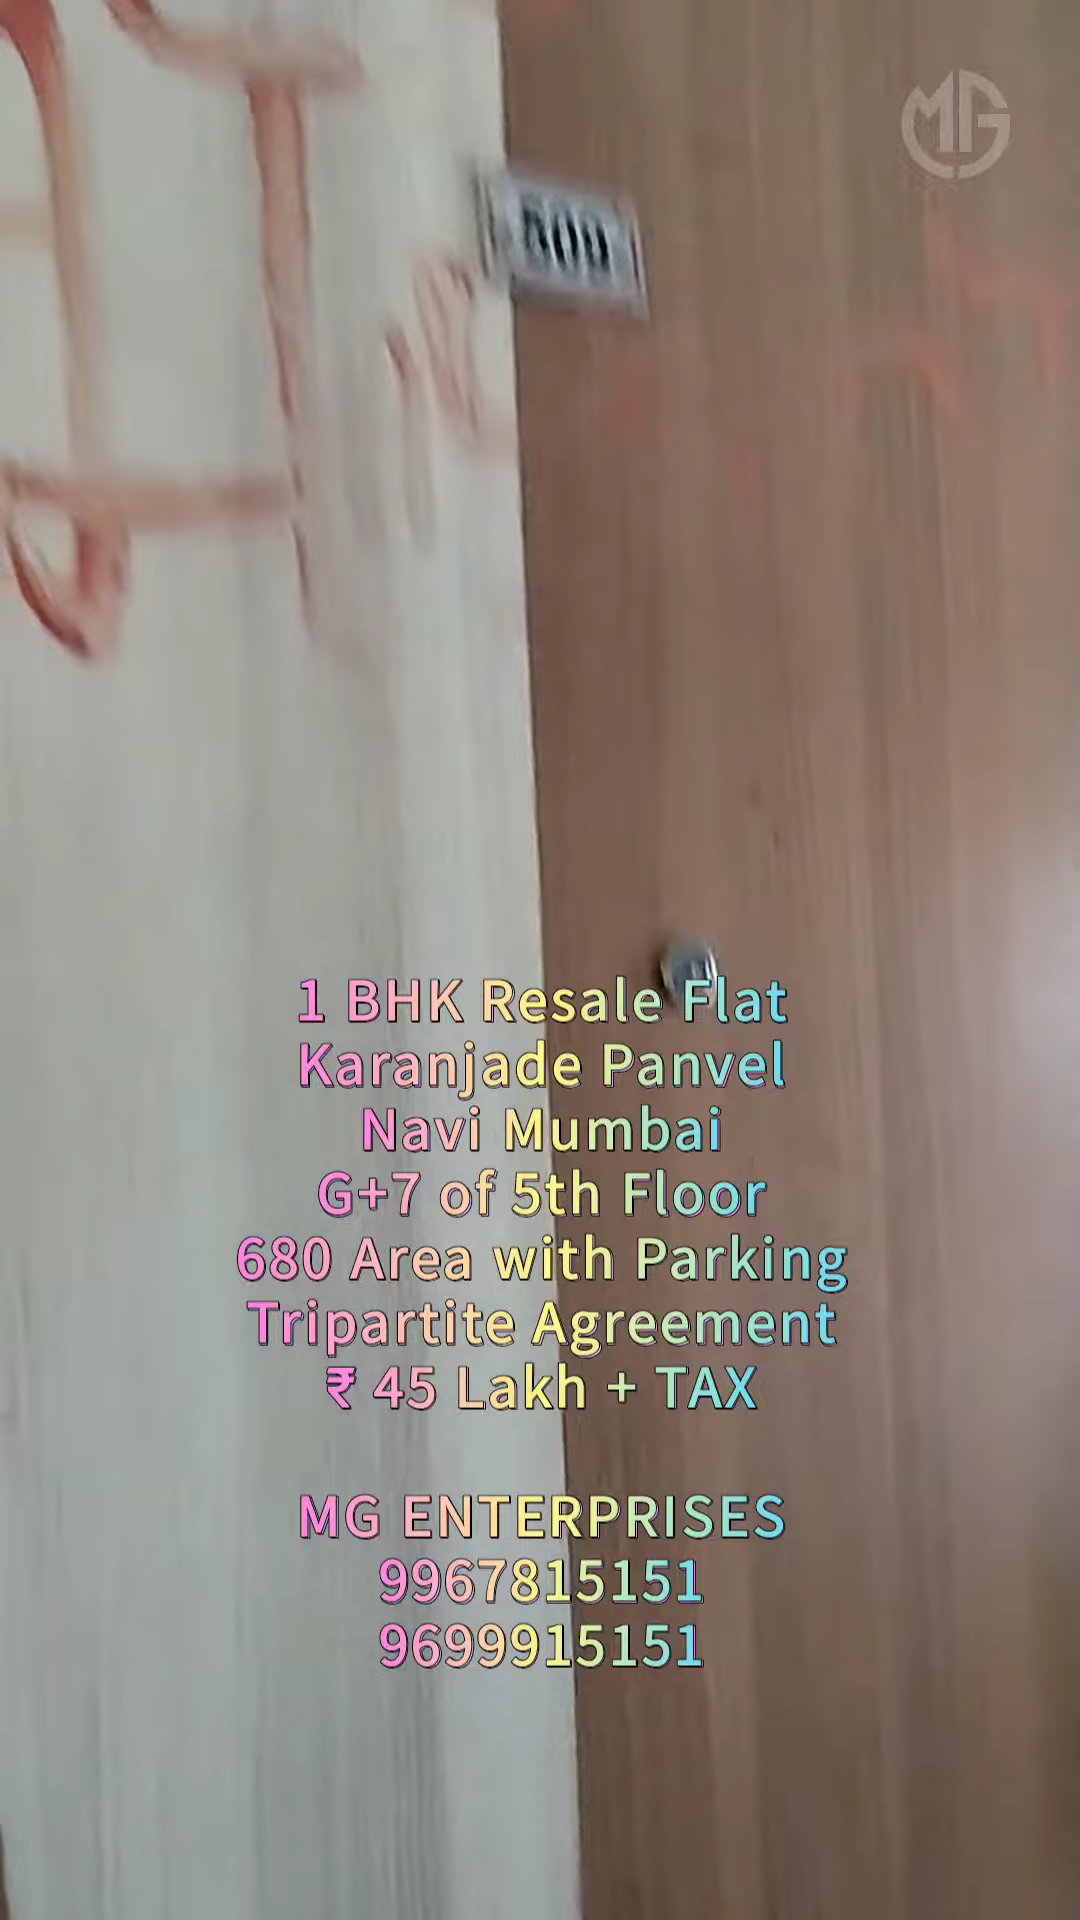 MG
1 BHK Resale Flat
Karanjade Panvel
Navi Mumbai
G+7 of 5th Floor
680 Area with Parking
Tripartite Agreement
₹ 45 Lakh + TAX
MG ENTERPRISES
9967815151
9699915151